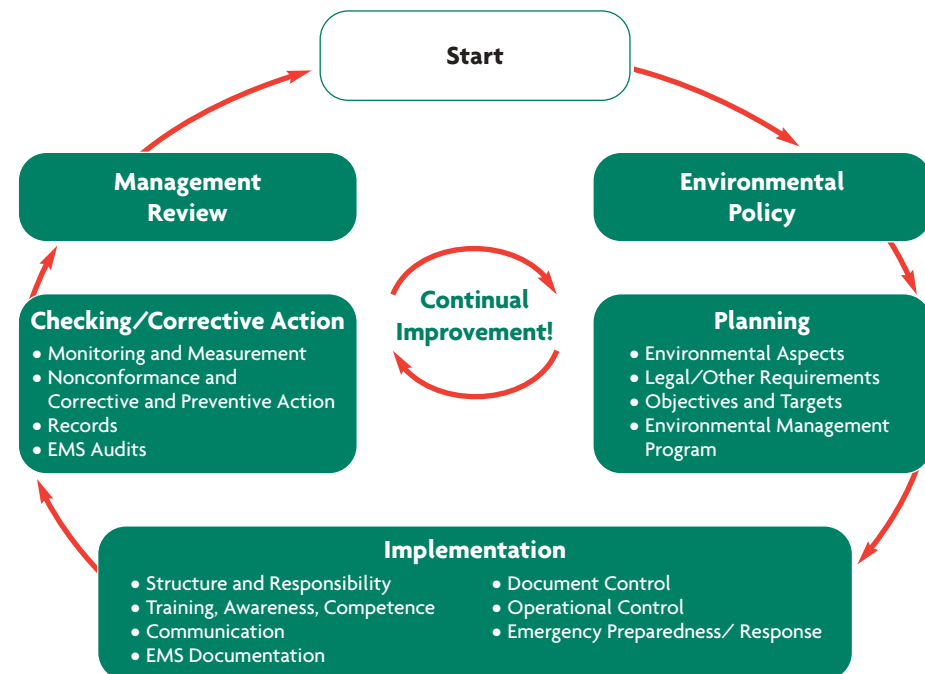 Start
Management
Review
Environmental
Policy
Continual
Improvement!
Checking/Corrective Action
• Monitoring and Measurement
• Nonconformance and
Corrective and Preventive Action
• Records
• EMS Audits
Planning
• Environmental Aspects
• Legal/Other Requirements
• Objectives and Targets
• Environmental Management
Program
Implementation
• Structure and Responsibility
• Training, Awareness, Competence
• Communication
• EMS Documentation
• Document Control
• Operational Control
• Emergency Preparedness/ Response